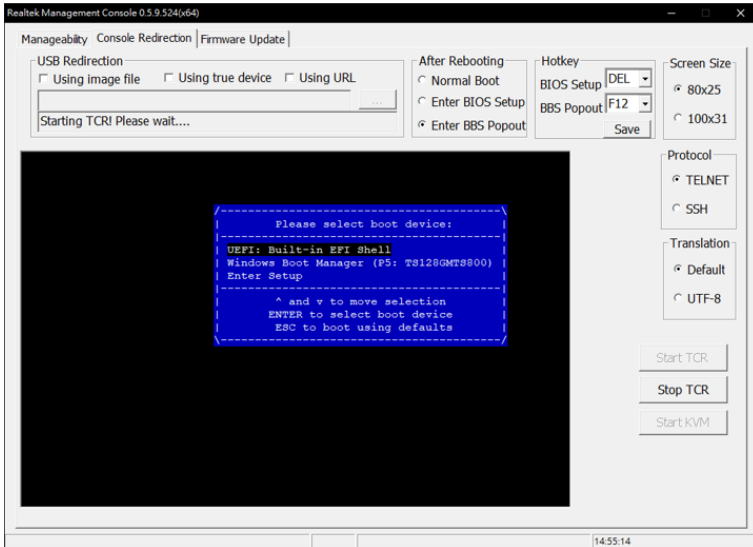 Realtek Management Console 0.5.9.524(x64)
Manageability Console Redirection Firmware Update
USB Redirection
Using image file Using true device Using URL
...
Starting TCR! Please wait....
After Rebooting
Normal Boot
Enter BIOS Setup
Enter BBS Popout
Hotkey
BIOS Setup DEL
BBS Popout F12
Save
Screen Size
80x25
100x31
Protocol
TELNET
SSH
Translation
Default
UTF-8
Start TCR
Stop TCR
Start KVM
/----------------------------------------\
| Please select boot device: |
|----------------------------------------|
| UEFI: Built-in EFI Shell |
| Windows Boot Manager (P5: TS128GMTS800) |
| Enter Setup |
|----------------------------------------|
| ^ and v to move selection |
| ENTER to select boot device |
| ESC to boot using defaults |
\----------------------------------------/
14:55:14